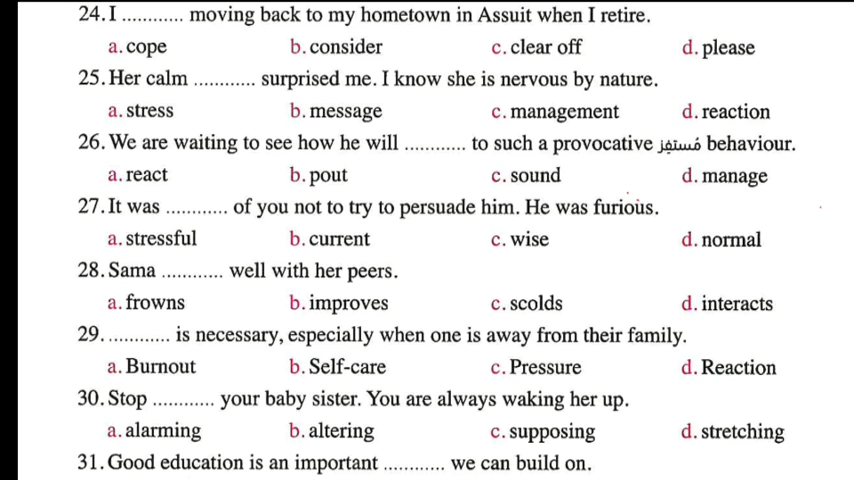 24. I ............ moving back to my hometown in Assuit when I retire.
a. cope b. consider c. clear off d. please
25. Her calm ............ surprised me. I know she is nervous by nature.
a. stress b. message c. management d. reaction
26. We are waiting to see how he will ............ to such a provocative مُستفِز behaviour.
a. react b. pout c. sound d. manage
27. It was ............ of you not to try to persuade him. He was furious.
a. stressful b. current c. wise d. normal
28. Sama ............ well with her peers.
a. frowns b. improves c. scolds d. interacts
29. ............ is necessary, especially when one is away from their family.
a. Burnout b. Self-care c. Pressure d. Reaction
30. Stop ............ your baby sister. You are always waking her up.
a. alarming b. altering c. supposing d. stretching
31. Good education is an important ............ we can build on.